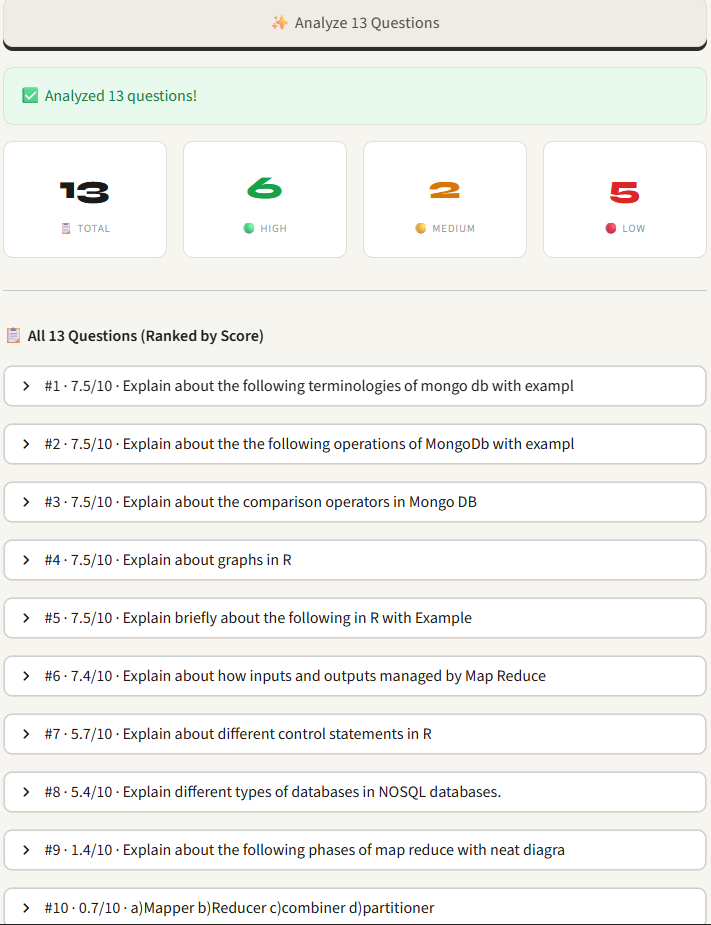 ✨ Analyze 13 Questions
✅ Analyzed 13 questions!
13
📋 TOTAL
6
🟢 HIGH
2
🟡 MEDIUM
5
🔴 LOW
📋 All 13 Questions (Ranked by Score)
#1 · 7.5/10 · Explain about the following terminologies of mongo db with exampl
#2 · 7.5/10 · Explain about the the following operations of MongoDb with exampl
#3 · 7.5/10 · Explain about the comparison operators in Mongo DB
#4 · 7.5/10 · Explain about graphs in R
#5 · 7.5/10 · Explain briefly about the following in R with Example
#6 · 7.4/10 · Explain about how inputs and outputs managed by Map Reduce
#7 · 5.7/10 · Explain about different control statements in R
#8 · 5.4/10 · Explain different types of databases in NOSQL databases.
#9 · 1.4/10 · Explain about the following phases of map reduce with neat diagra
#10 · 0.7/10 · a)Mapper b)Reducer c)combiner d)partitioner